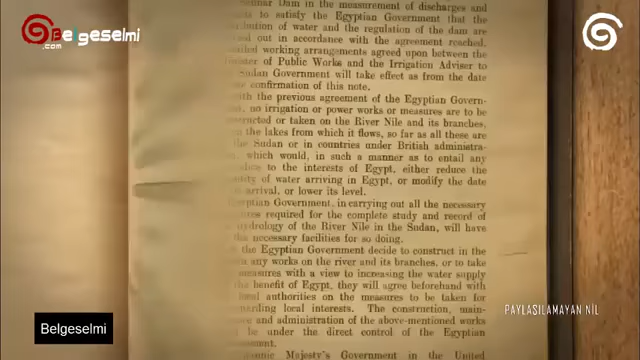 Belgeselmi
.com
Dam in the measurement of discharges and
to satisfy the Egyptian Government that the
of water and the regulation of the dam are
out in accordance with the agreement reached.
working arrangements agreed upon between the
of Public Works and the Irrigation Adviser to
Sudan Government will take effect as from the date
confirmation of this note.
the previous agreement of the Egyptian Govern-
no irrigation or power works or measures are to be
or taken on the River Nile and its branches,
the lakes from which it flows, so far as all these are
the Sudan or in countries under British administra-
which would, in such a manner as to entail any
to the interests of Egypt, either reduce the
of water arriving in Egypt, or modify the date
arrival, or lower its level.
Government, in carrying out all the necessary
required for the complete study and record of
hydrology of the River Nile in the Sudan, will have
necessary facilities for so doing.
the Egyptian Government decide to construct in the
any works on the river and its branches, or to take
measures with a view to increasing the water supply
the benefit of Egypt, they will agree beforehand with
authorities on the measures to be taken for
local interests. The construction, main-
and administration of the above-mentioned works
be under the direct control of the Egyptian
Majesty's Government in the United
PAYLAŞILAMAYAN NİL
Belgeselmi